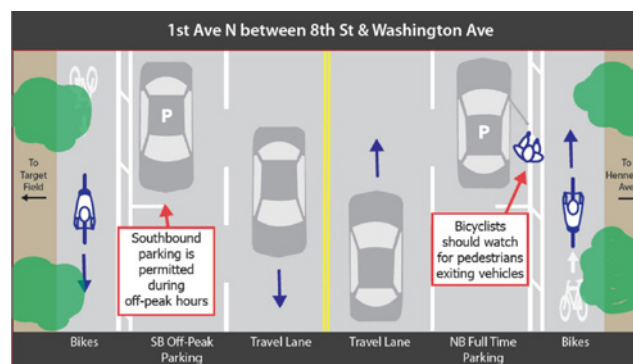 1st Ave N between 8th St & Washington Ave
P
P
To
Target
Field
To
Henne
Ave
Southbound
parking is
permitted
during
off-peak hours
Bicyclists
should watch
for pedestrians
exiting vehicles
Bikes
SB Off-Peak
Parking
Travel Lane
Travel Lane
NB Full Time
Parking
Bikes